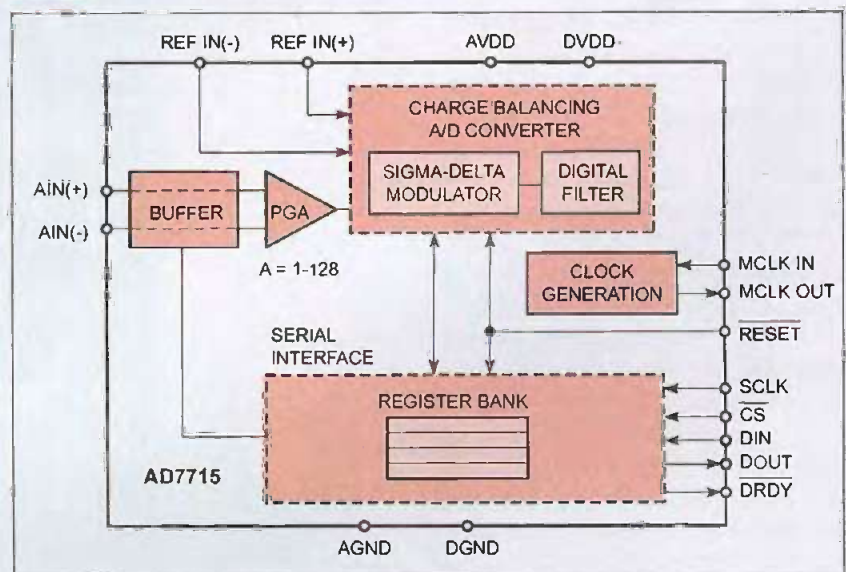 REF IN(-) REF IN(+) AVDD DVDD
CHARGE BALANCING
A/D CONVERTER
SIGMA-DELTA
MODULATOR
DIGITAL
FILTER
AIN(+)
AIN(-)
BUFFER
PGA
A = 1-128
CLOCK
GENERATION
MCLK IN
MCLK OUT
RESET
SERIAL
INTERFACE
REGISTER BANK
SCLK
CS
DIN
DOUT
DRDY
AD7715
AGND DGND